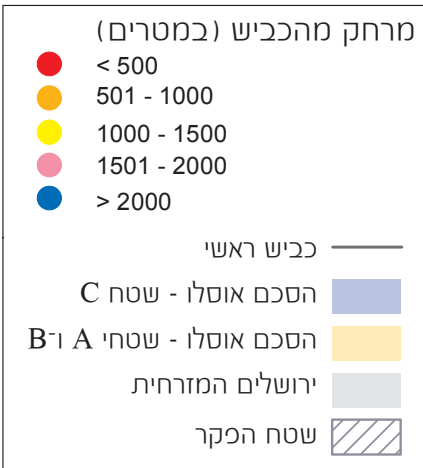 מרחק מהכביש (במטרים)
< 500
501 - 1000
1000 - 1500
1501 - 2000
> 2000
כביש ראשי
הסכם אוסלו - שטח C
הסכם אוסלו - שטחי A ו־B
ירושלים המזרחית
שטח הפקר